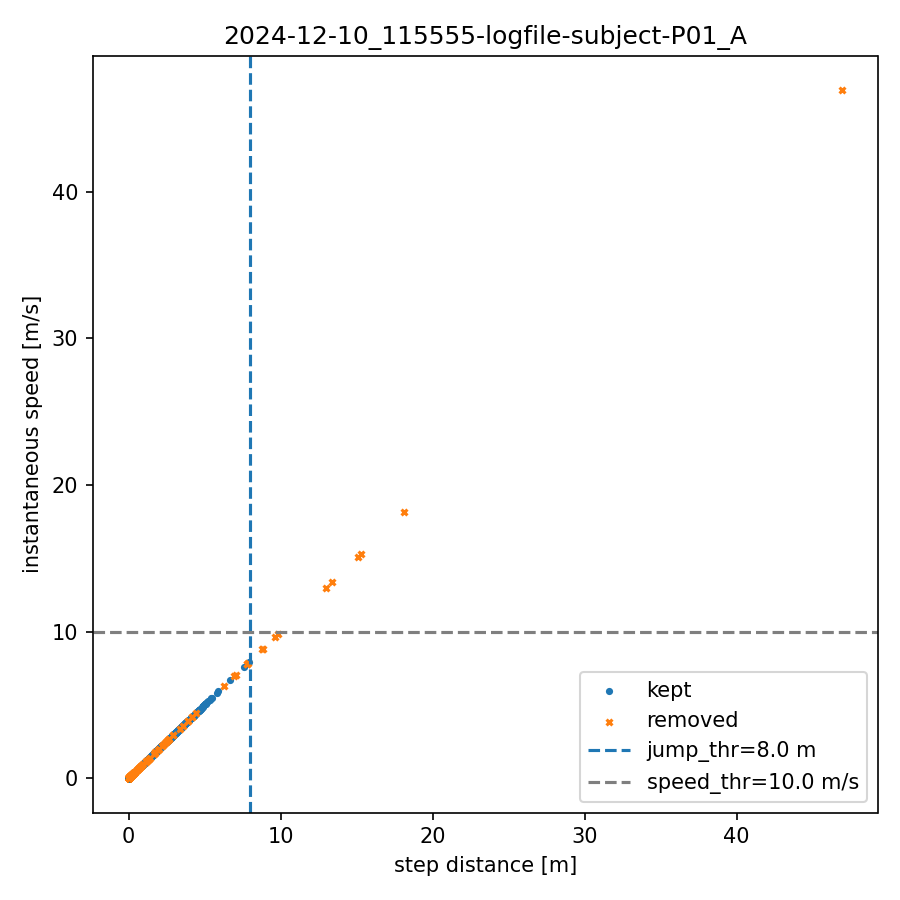 2024-12-10_115555-logfile-subject-P01_A
instantaneous speed [m/s]
40
30
20
10
0
kept
removed
jump_thr=8.0 m
speed_thr=10.0 m/s
0 10 20 30 40
step distance [m]